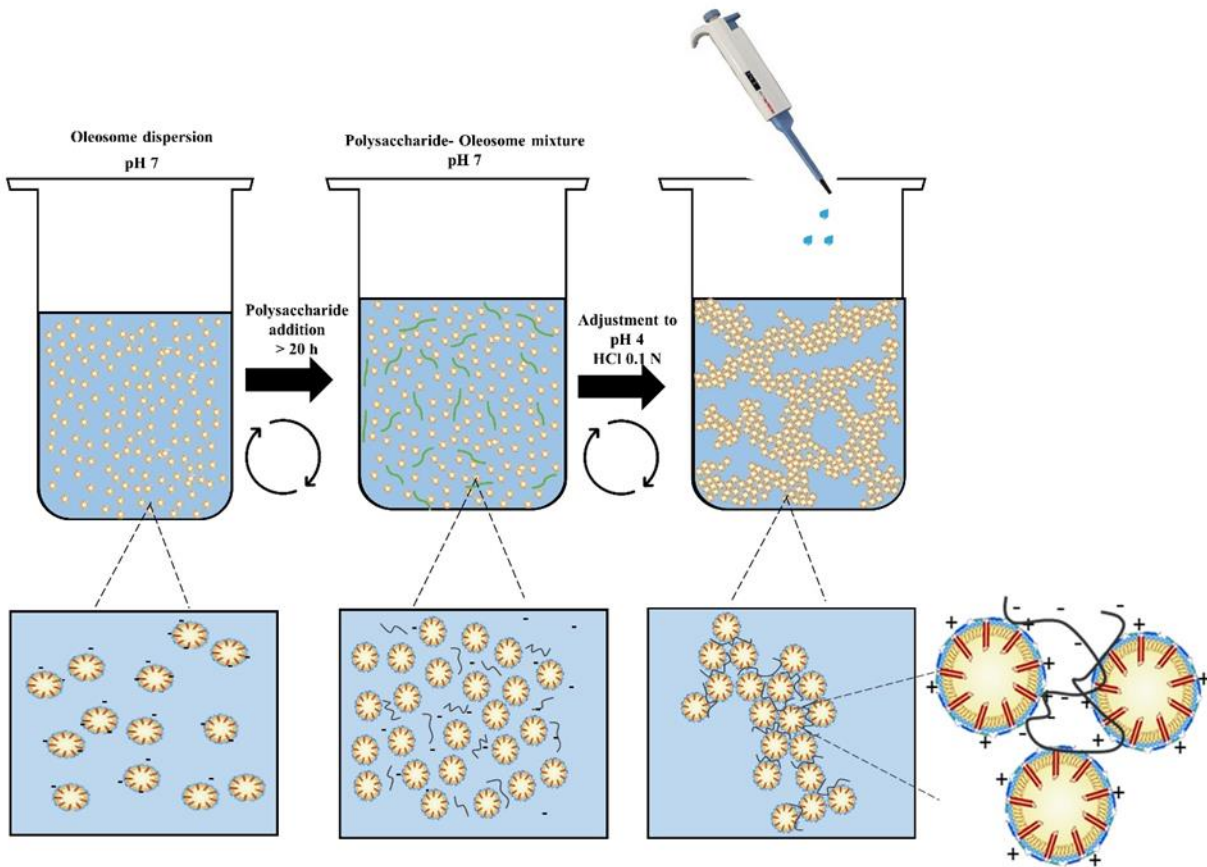 Oleosome dispersion
pH 7
Polysaccharide
addition
> 20 h
Polysaccharide- Oleosome mixture
pH 7
Adjustment to
pH 4
HCl 0.1 N